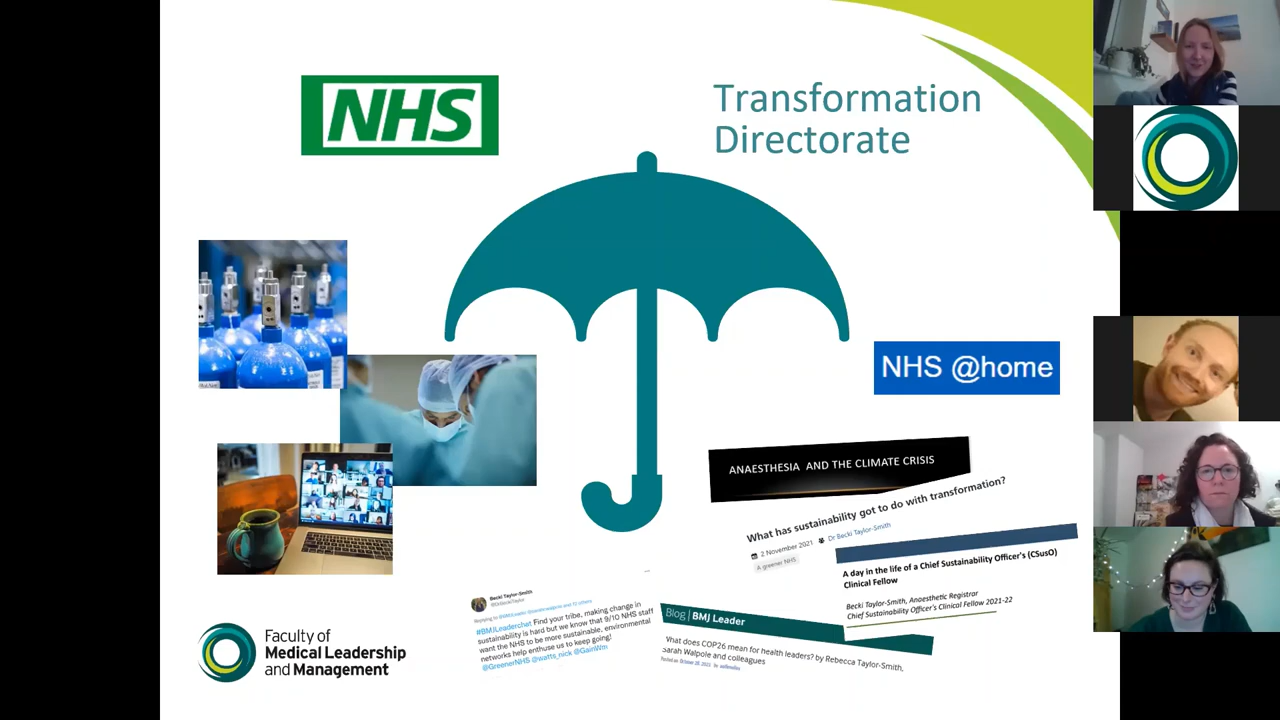 NHS
Transformation
Directorate
NHS @home
ANAESTHESIA AND THE CLIMATE CRISIS
What has sustainability got to do with transformation?
2 November 2021 Dr Becki Taylor-Smith
A greener NHS
A day in the life of a Chief Sustainability Officer's (CSusO)
Clinical Fellow
Becki Taylor-Smith, Anaesthetic Registrar
Chief Sustainability Officer's Clinical Fellow 2021-22
Becki Taylor-Smith
#BMJLeaderchat Find your tribe, making change in
sustainability is hard but we know that 9/10 NHS staff
want the NHS to be more sustainable, environmental
networks help enthuse us to keep going!
@GreenerNHS @watts_nick @GainWm
Blog | BMJ Leader
What does COP26 mean for health leaders? by Rebecca Taylor-Smith,
Sarah Walpole and colleagues
Faculty of
Medical Leadership
and Management